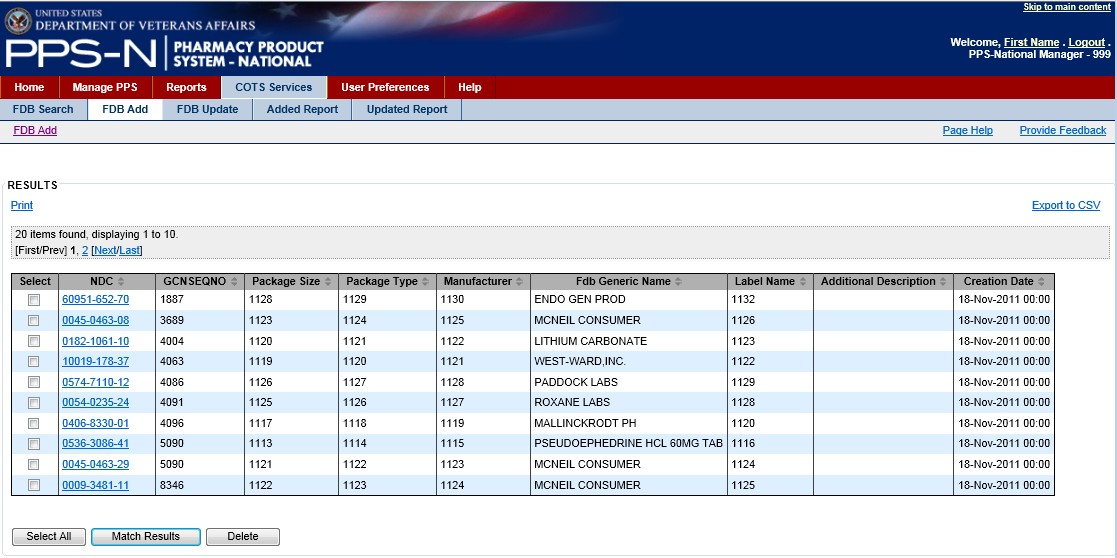 Skip to main content
UNITED STATES
DEPARTMENT OF VETERANS AFFAIRS
PPS-N | PHARMACY PRODUCT
SYSTEM - NATIONAL
Welcome, First Name . Logout .
PPS-National Manager - 999
Home Manage PPS Reports COTS Services User Preferences Help
FDB Search FDB Add FDB Update Added Report Updated Report
FDB Add Page Help Provide Feedback
RESULTS
Print Export to CSV
20 items found, displaying 1 to 10.
[First/Prev] 1, 2 [Next/Last]
Select NDC GCNSEQNO Package Size Package Type Manufacturer Fdb Generic Name Label Name Additional Description Creation Date
60951-652-70 1887 1128 1129 1130 ENDO GEN PROD 1132 18-Nov-2011 00:00
0045-0463-08 3689 1123 1124 1125 MCNEIL CONSUMER 1126 18-Nov-2011 00:00
0182-1061-10 4004 1120 1121 1122 LITHIUM CARBONATE 1123 18-Nov-2011 00:00
10019-178-37 4063 1119 1120 1121 WEST-WARD,INC. 1122 18-Nov-2011 00:00
0574-7110-12 4086 1126 1127 1128 PADDOCK LABS 1129 18-Nov-2011 00:00
0054-0235-24 4091 1125 1126 1127 ROXANE LABS 1128 18-Nov-2011 00:00
0406-8330-01 4096 1117 1118 1119 MALLINCKRODT PH 1120 18-Nov-2011 00:00
0536-3086-41 5090 1113 1114 1115 PSEUDOEPHEDRINE HCL 60MG TAB 1116 18-Nov-2011 00:00
0045-0463-29 5090 1121 1122 1123 MCNEIL CONSUMER 1124 18-Nov-2011 00:00
0009-3481-11 8346 1122 1123 1124 MCNEIL CONSUMER 1125 18-Nov-2011 00:00
Select All Match Results Delete